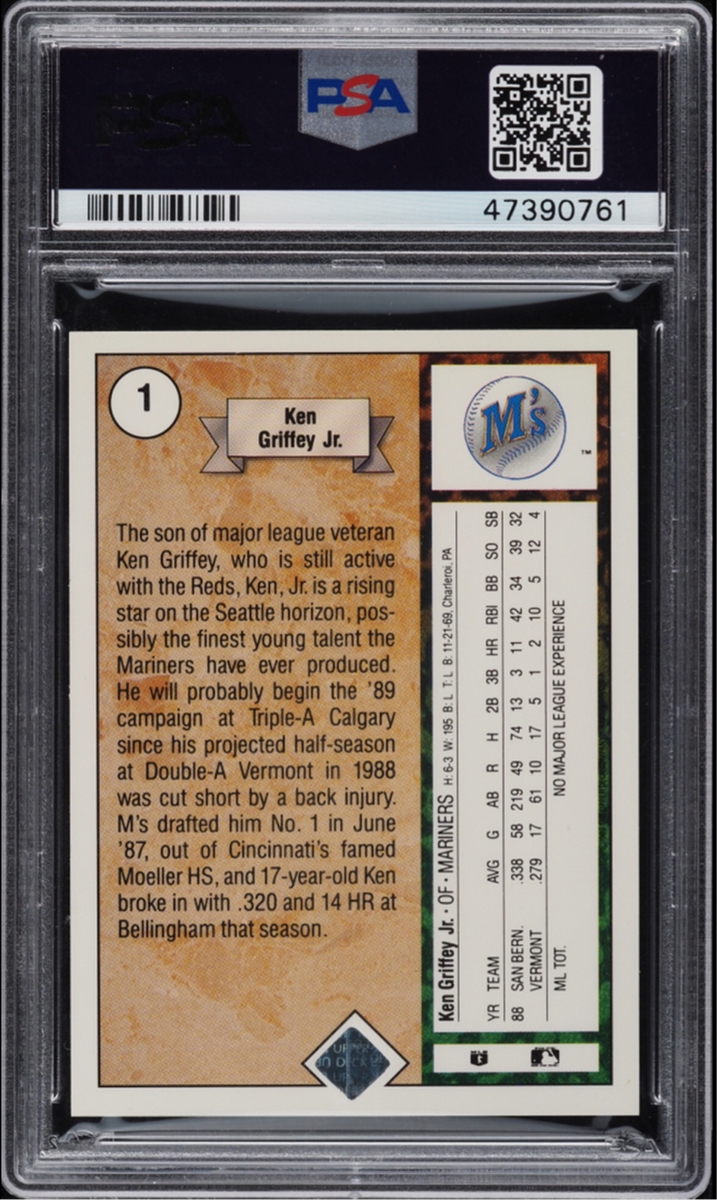 PSA
PSA
47390761
1
Ken
Griffey Jr.
The son of major league veteran
Ken Griffey, who is still active
with the Reds, Ken, Jr. is a rising
star on the Seattle horizon, pos-
sibly the finest young talent the
Mariners have ever produced.
He will probably begin the '89
campaign at Triple-A Calgary
since his projected half-season
at Double-A Vermont in 1988
was cut short by a back injury.
M's drafted him No. 1 in June
'87, out of Cincinnati's famed
Moeller HS, and 17-year-old Ken
broke in with .320 and 14 HR at
Bellingham that season.
M's
TM
Ken Griffey Jr. • OF • MARINERS H: 6-3 W: 195 B: L T: L B: 11-21-69, Charleroi, PA
YR TEAM AVG G AB R H 2B 3B HR RBI BB SO SB
88 SAN BERN. .338 58 219 49 74 13 3 11 42 34 39 32
VERMONT .279 17 61 10 17 5 1 2 10 5 12 4
ML TOT. NO MAJOR LEAGUE EXPERIENCE
UPPER
DECK